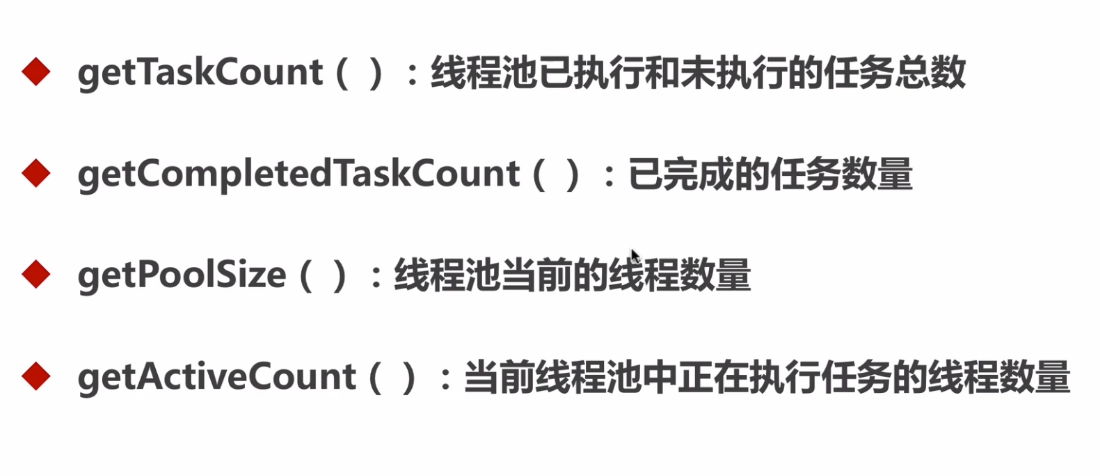 getTaskCount（ ）：线程池已执行和未执行的任务总数
getCompletedTaskCount（ ）：已完成的任务数量
getPoolSize（ ）：线程池当前的线程数量
getActiveCount（ ）：当前线程池中正在执行任务的线程数量